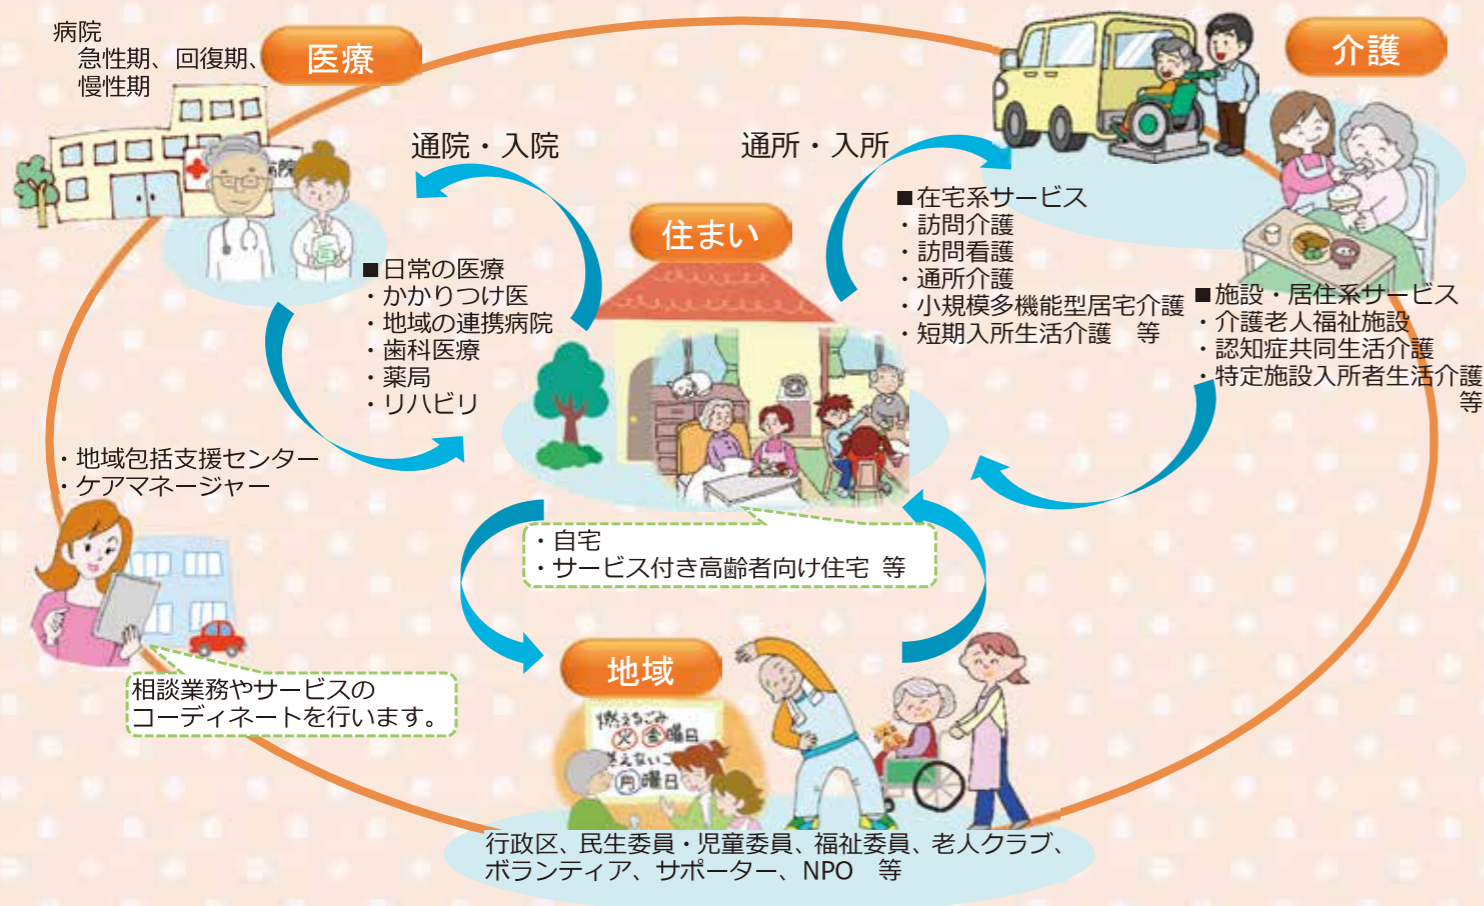 病院
急性期、回復期、
慢性期
医療
介護
通院・入院
通所・入所
病院
■日常の医療
・かかりつけ医
・地域の連携病院
・歯科医療
・薬局
・リハビリ
住まい
■在宅系サービス
・訪問介護
・訪問看護
・通所介護
・小規模多機能型居宅介護
・短期入所生活介護 等
■施設・居住系サービス
・介護老人福祉施設
・認知症共同生活介護
・特定施設入所者生活介護
等
・地域包括支援センター
・ケアマネージャー
・自宅
・サービス付き高齢者向け住宅 等
相談業務やサービスの
コーディネートを行います。
地域
燃えるごみ
火 金曜日
月曜日
行政区、民生委員・児童委員、福祉委員、老人クラブ、
ボランティア、サポーター、NPO 等